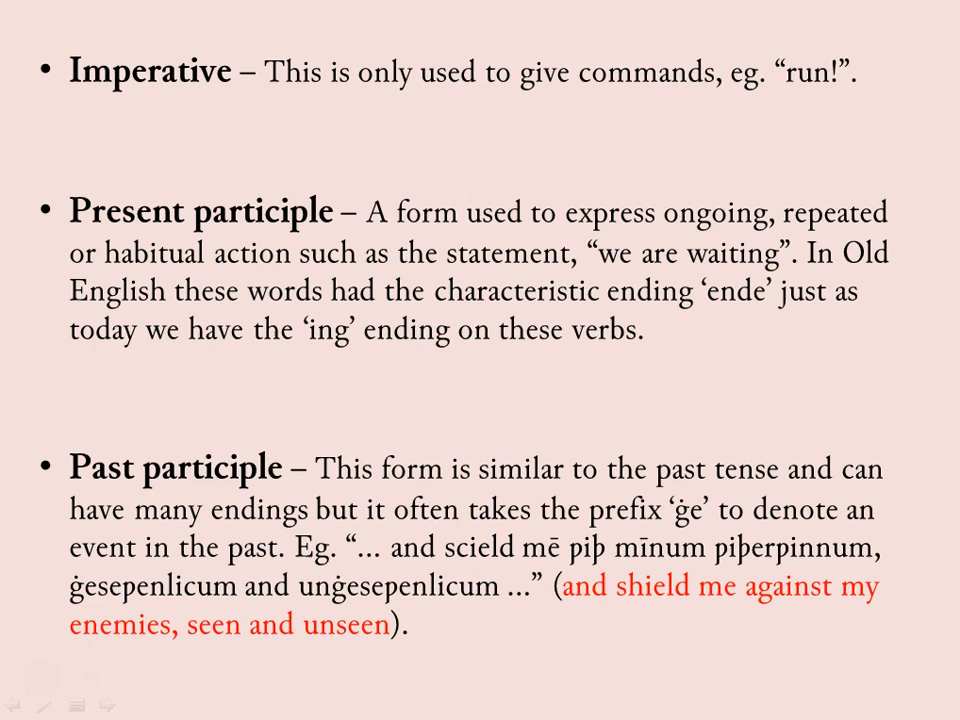 • Imperative – This is only used to give commands, eg. “run!”.
• Present participle – A form used to express ongoing, repeated
or habitual action such as the statement, “we are waiting”. In Old
English these words had the characteristic ending ‘ende’ just as
today we have the ‘ing’ ending on these verbs.
• Past participle – This form is similar to the past tense and can
have many endings but it often takes the prefix ‘ġe’ to denote an
event in the past. Eg. “... and scield mē ƿiþ mīnum ƿiþerƿinnum,
ġeseƿenlicum and unġeseƿenlicum ...” (and shield me against my
enemies, seen and unseen).